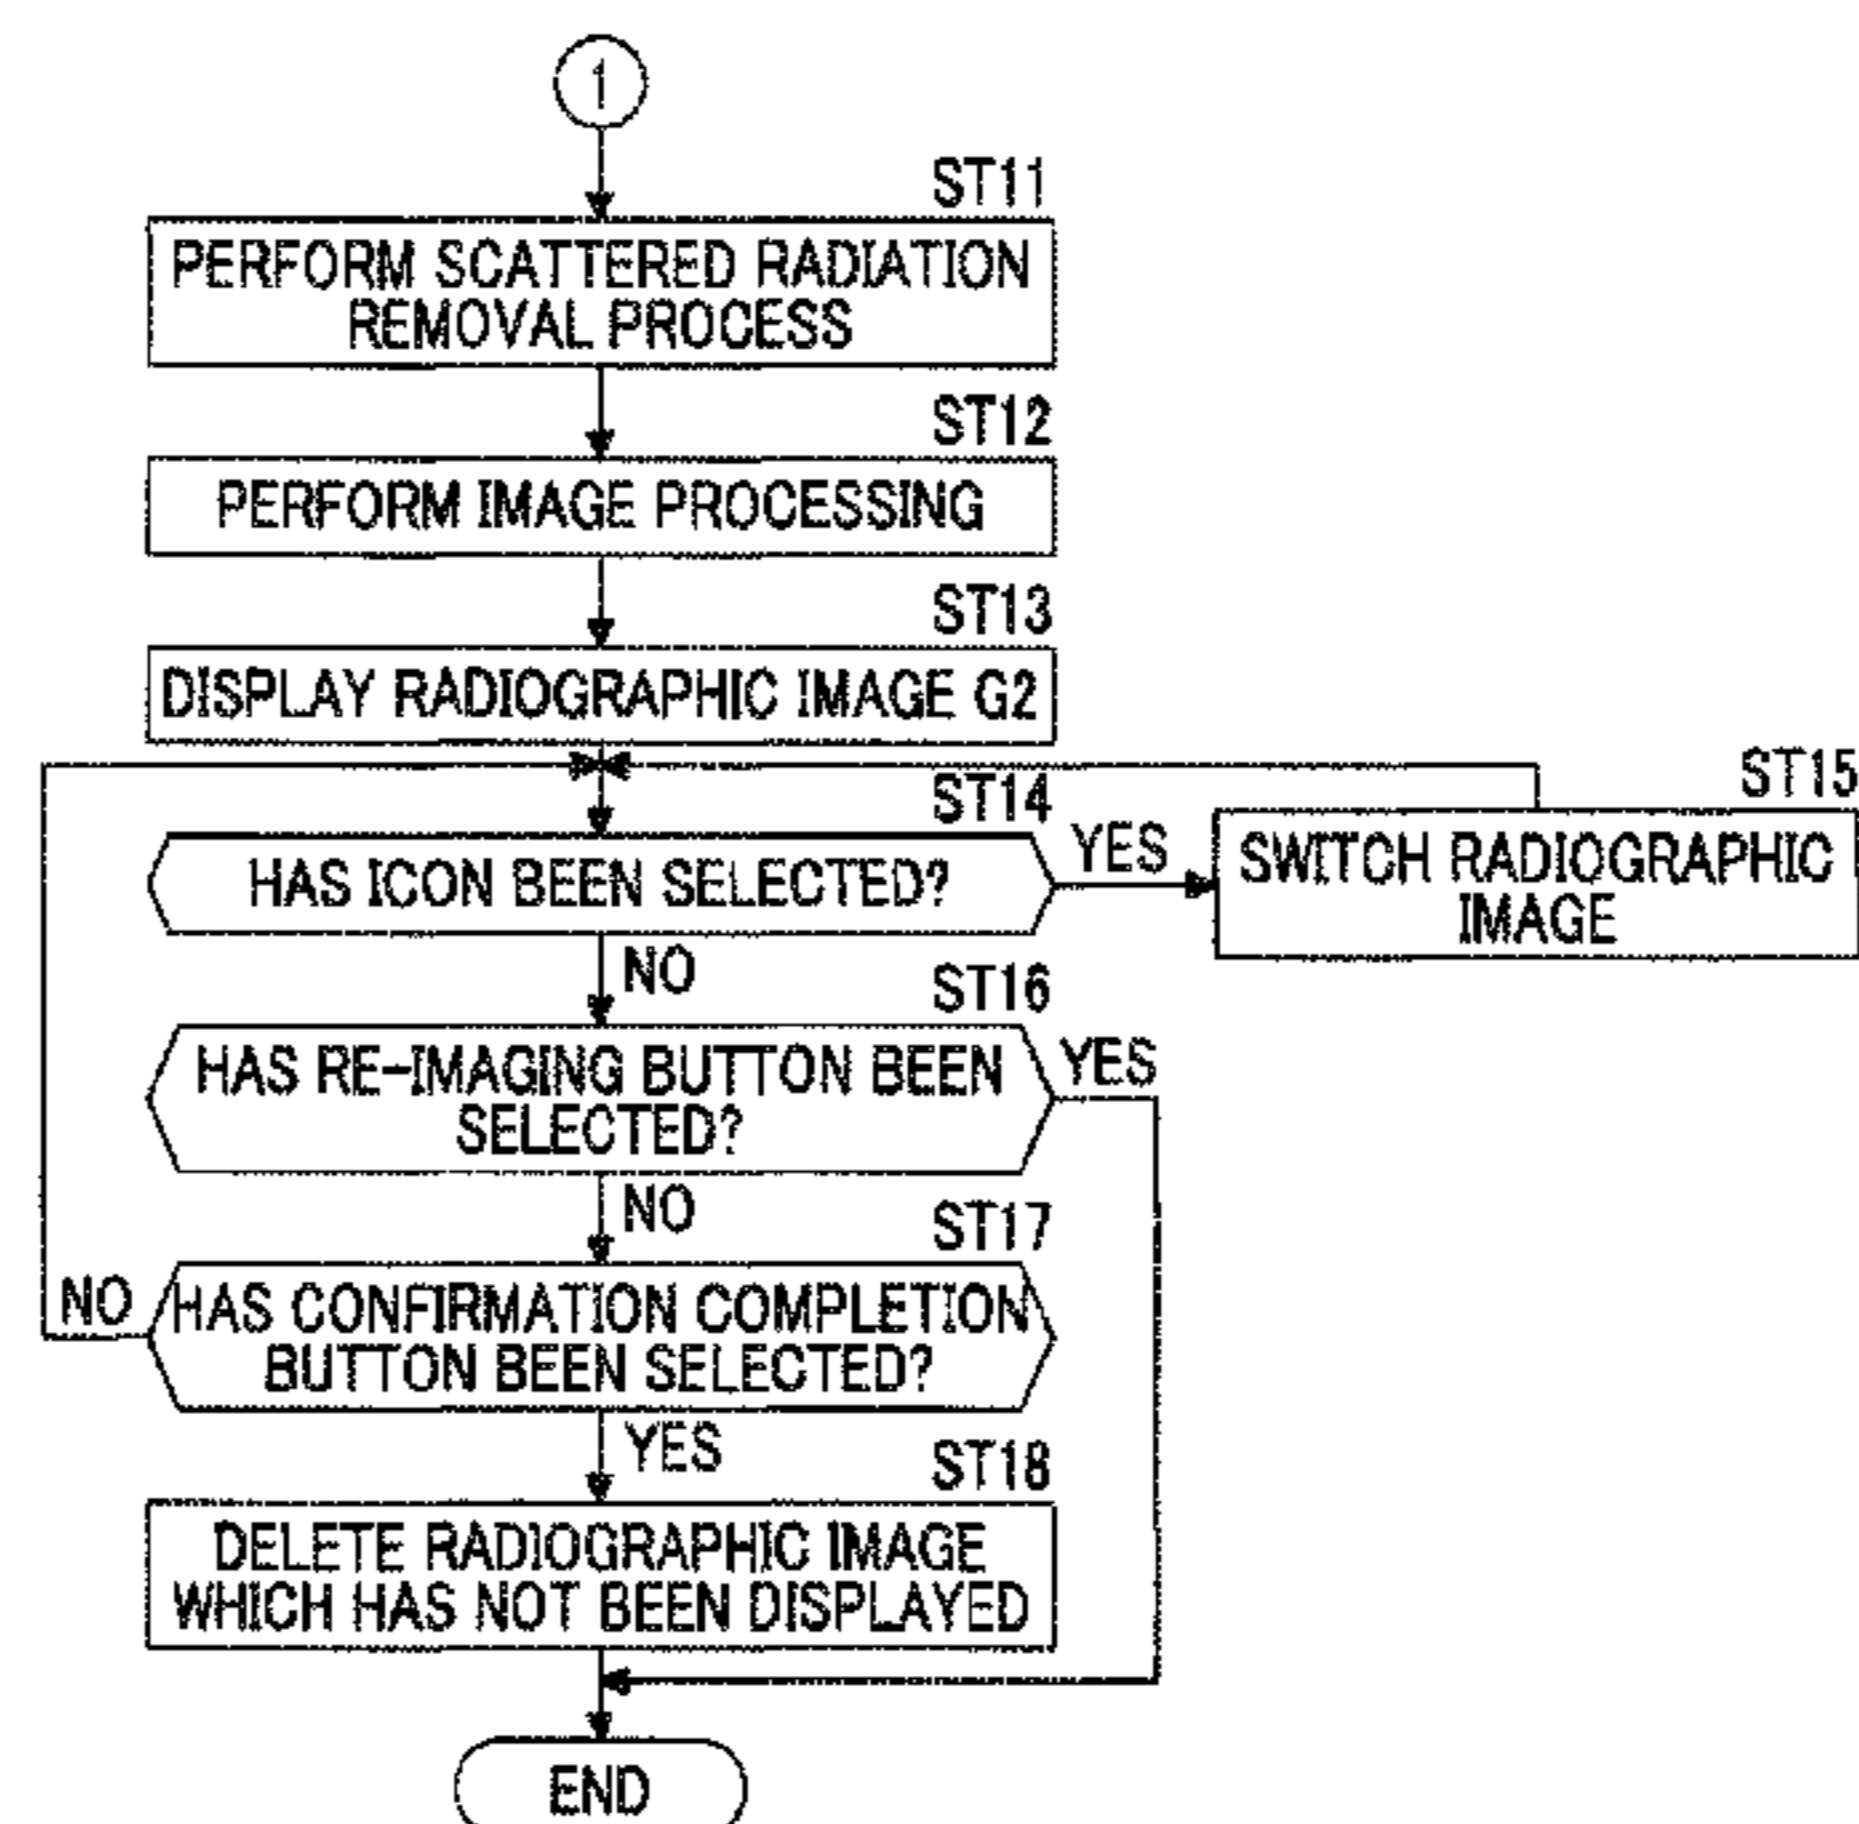 1
ST11
PERFORM SCATTERED RADIATION
REMOVAL PROCESS
ST12
PERFORM IMAGE PROCESSING
ST13
DISPLAY RADIOGRAPHIC IMAGE G2
ST14
HAS ICON BEEN SELECTED?
YES
ST15
SWITCH RADIOGRAPHIC
IMAGE
NO
ST16
HAS RE-IMAGING BUTTON BEEN
SELECTED?
YES
NO
ST17
HAS CONFIRMATION COMPLETION
BUTTON BEEN SELECTED?
NO
YES
ST18
DELETE RADIOGRAPHIC IMAGE
WHICH HAS NOT BEEN DISPLAYED
END